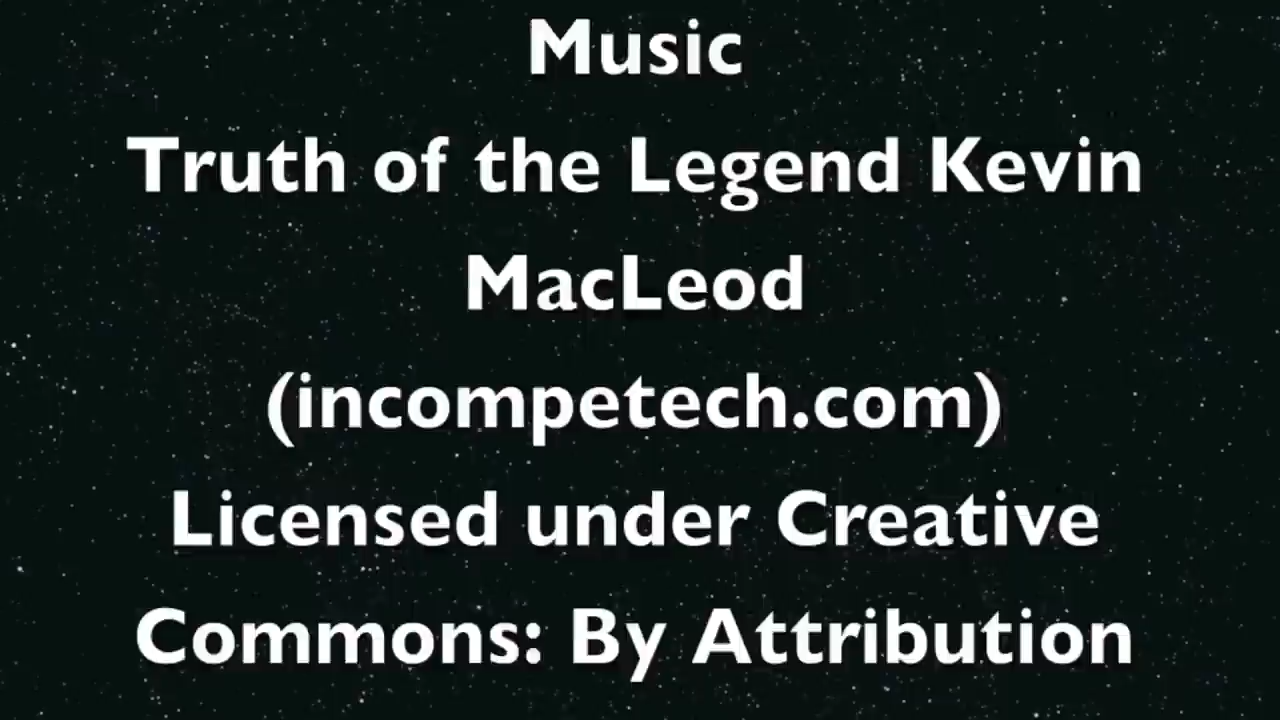 Music
Truth of the Legend Kevin
MacLeod
(incompetech.com)
Licensed under Creative
Commons: By Attribution